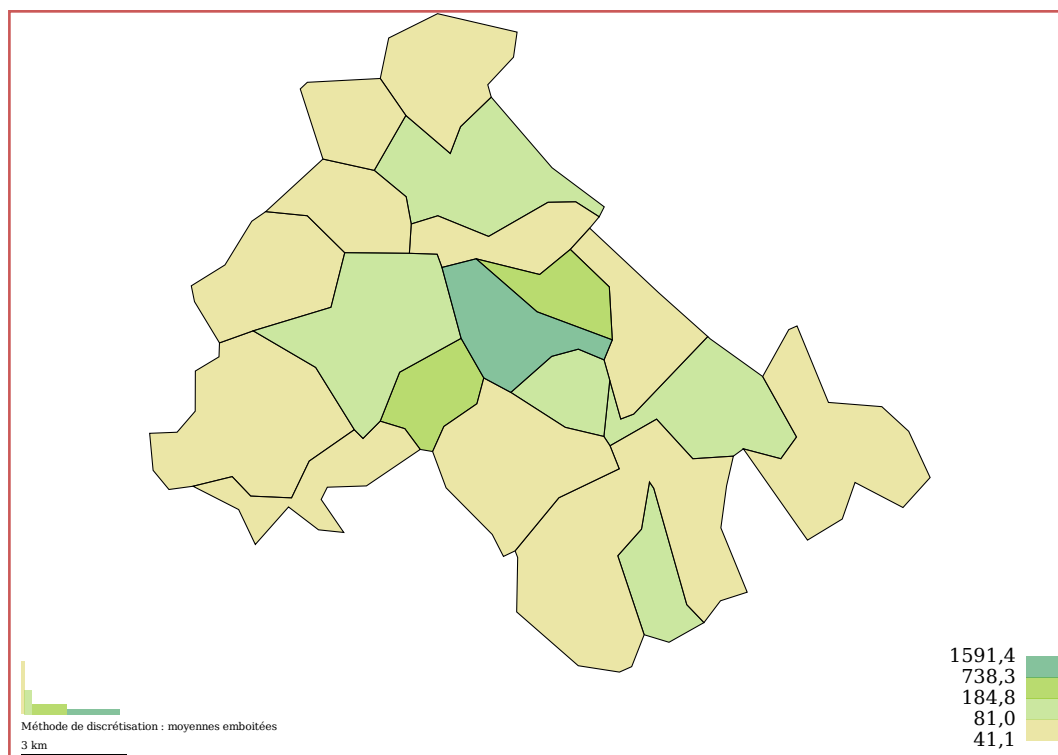 1591,4
738,3
184,8
81,0
41,1
Méthode de discrétisation : moyennes emboitées
3 km